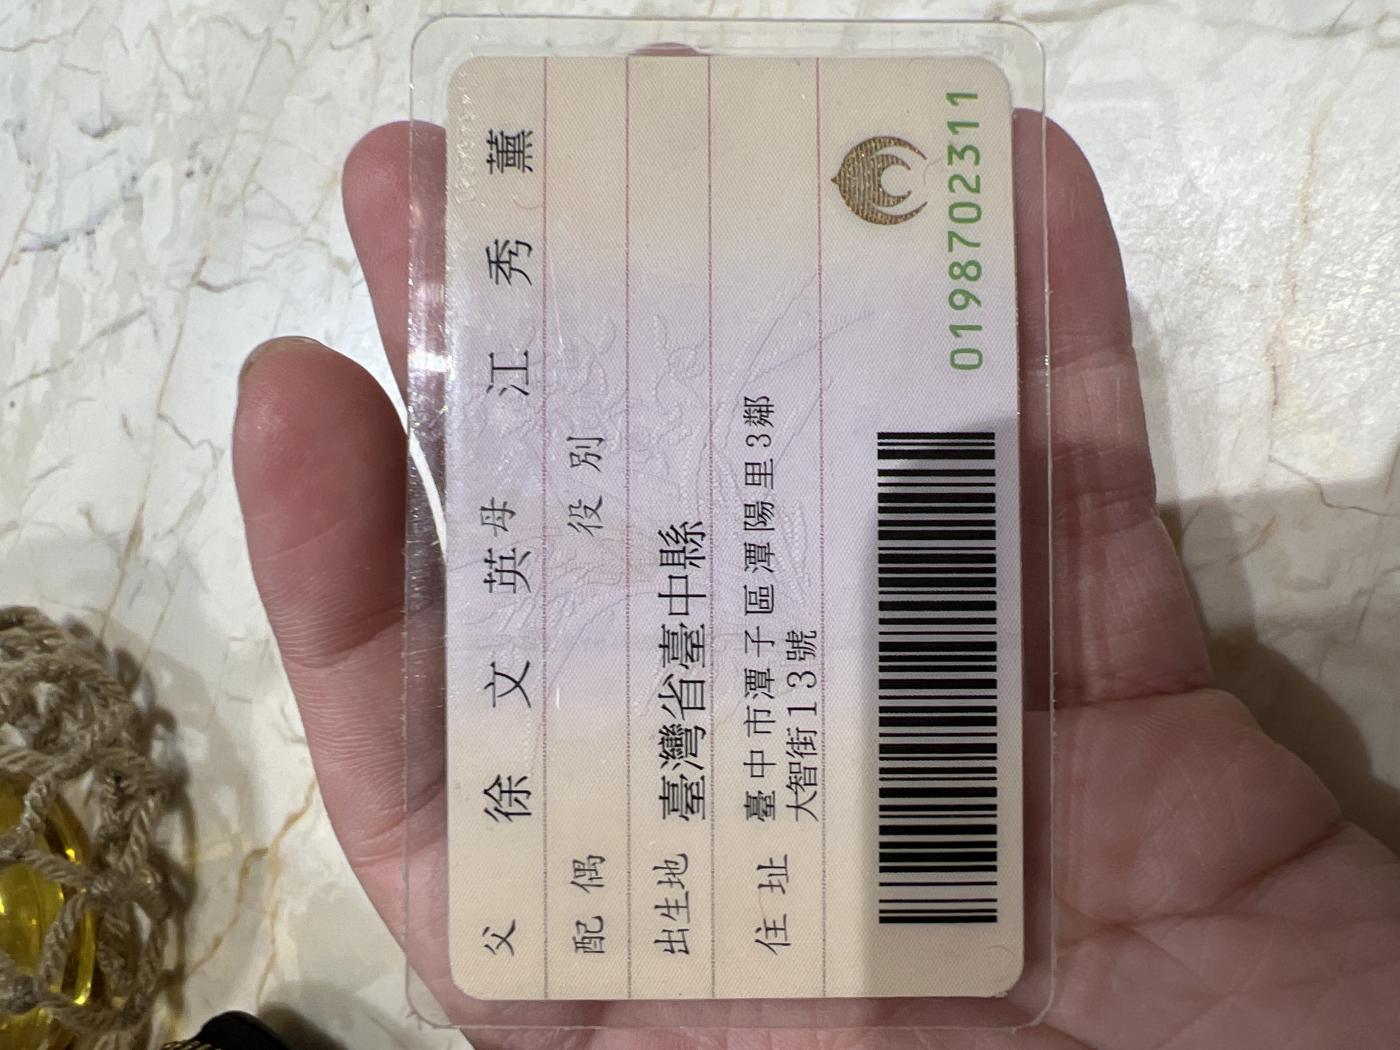 父 徐文英 母 江秀薰
配偶 役別
出生地 臺灣省臺中縣
住址 臺中市潭子區潭陽里3鄰
大智街13號
0198702311